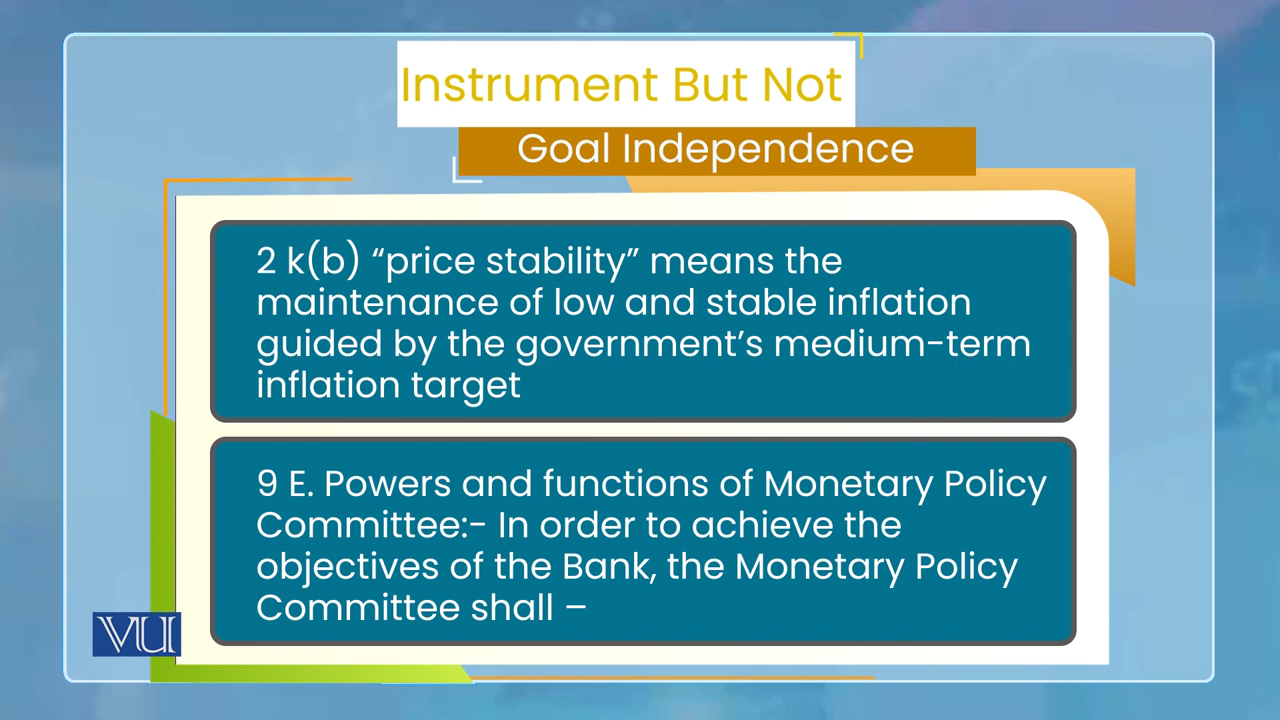 Instrument But Not
Goal Independence
2 k(b) “price stability” means the
maintenance of low and stable inflation
guided by the government’s medium-term
inflation target
9 E. Powers and functions of Monetary Policy
Committee:- In order to achieve the
objectives of the Bank, the Monetary Policy
Committee shall –
VU